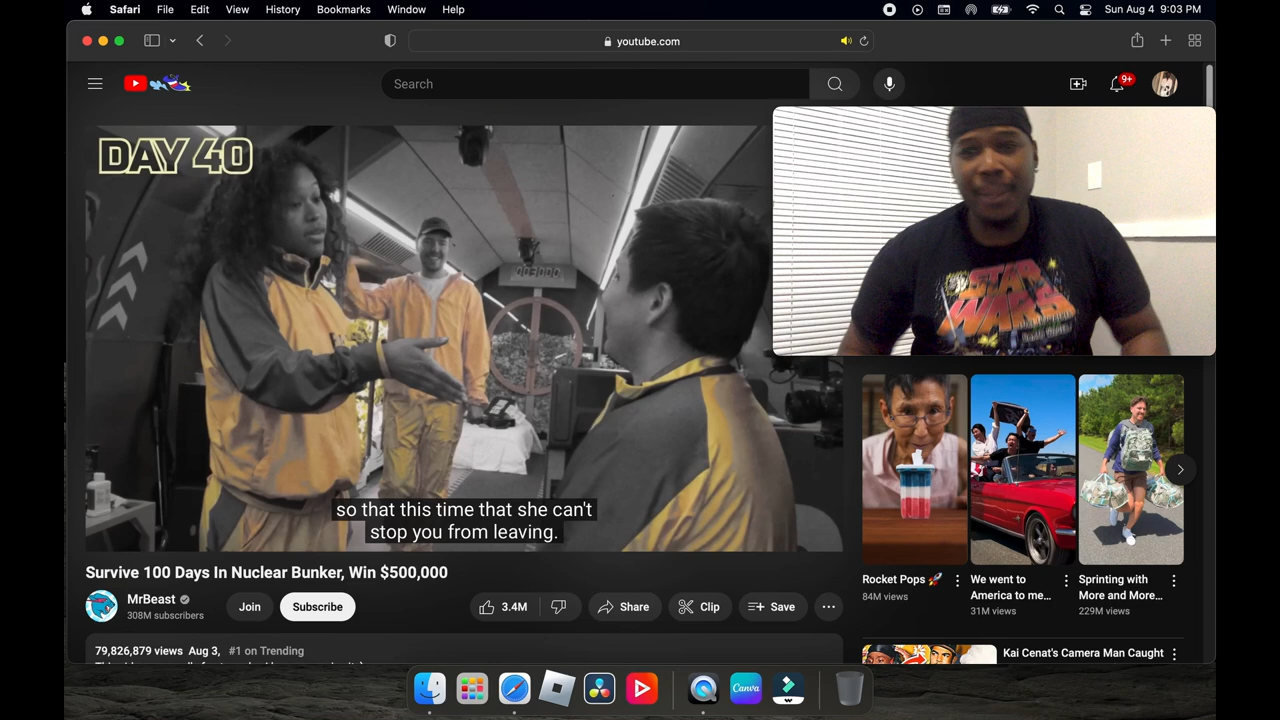 Safari File Edit View History Bookmarks Window Help Sun Aug 4 9:03 PM
youtube.com
Search
9+
DAY 40
003000
STAR
WARS
so that this time that she can't
stop you from leaving.
Survive 100 Days In Nuclear Bunker, Win $500,000
MrBeast
308M subscribers
Join
Subscribe
3.4M
Share
Clip
Save
79,826,879 views Aug 3, #1 on Trending
Rocket Pops 🚀
84M views
We went to
America to me…
31M views
Sprinting with
More and More…
229M views
Kai Cenat's Camera Man Caught
Canva